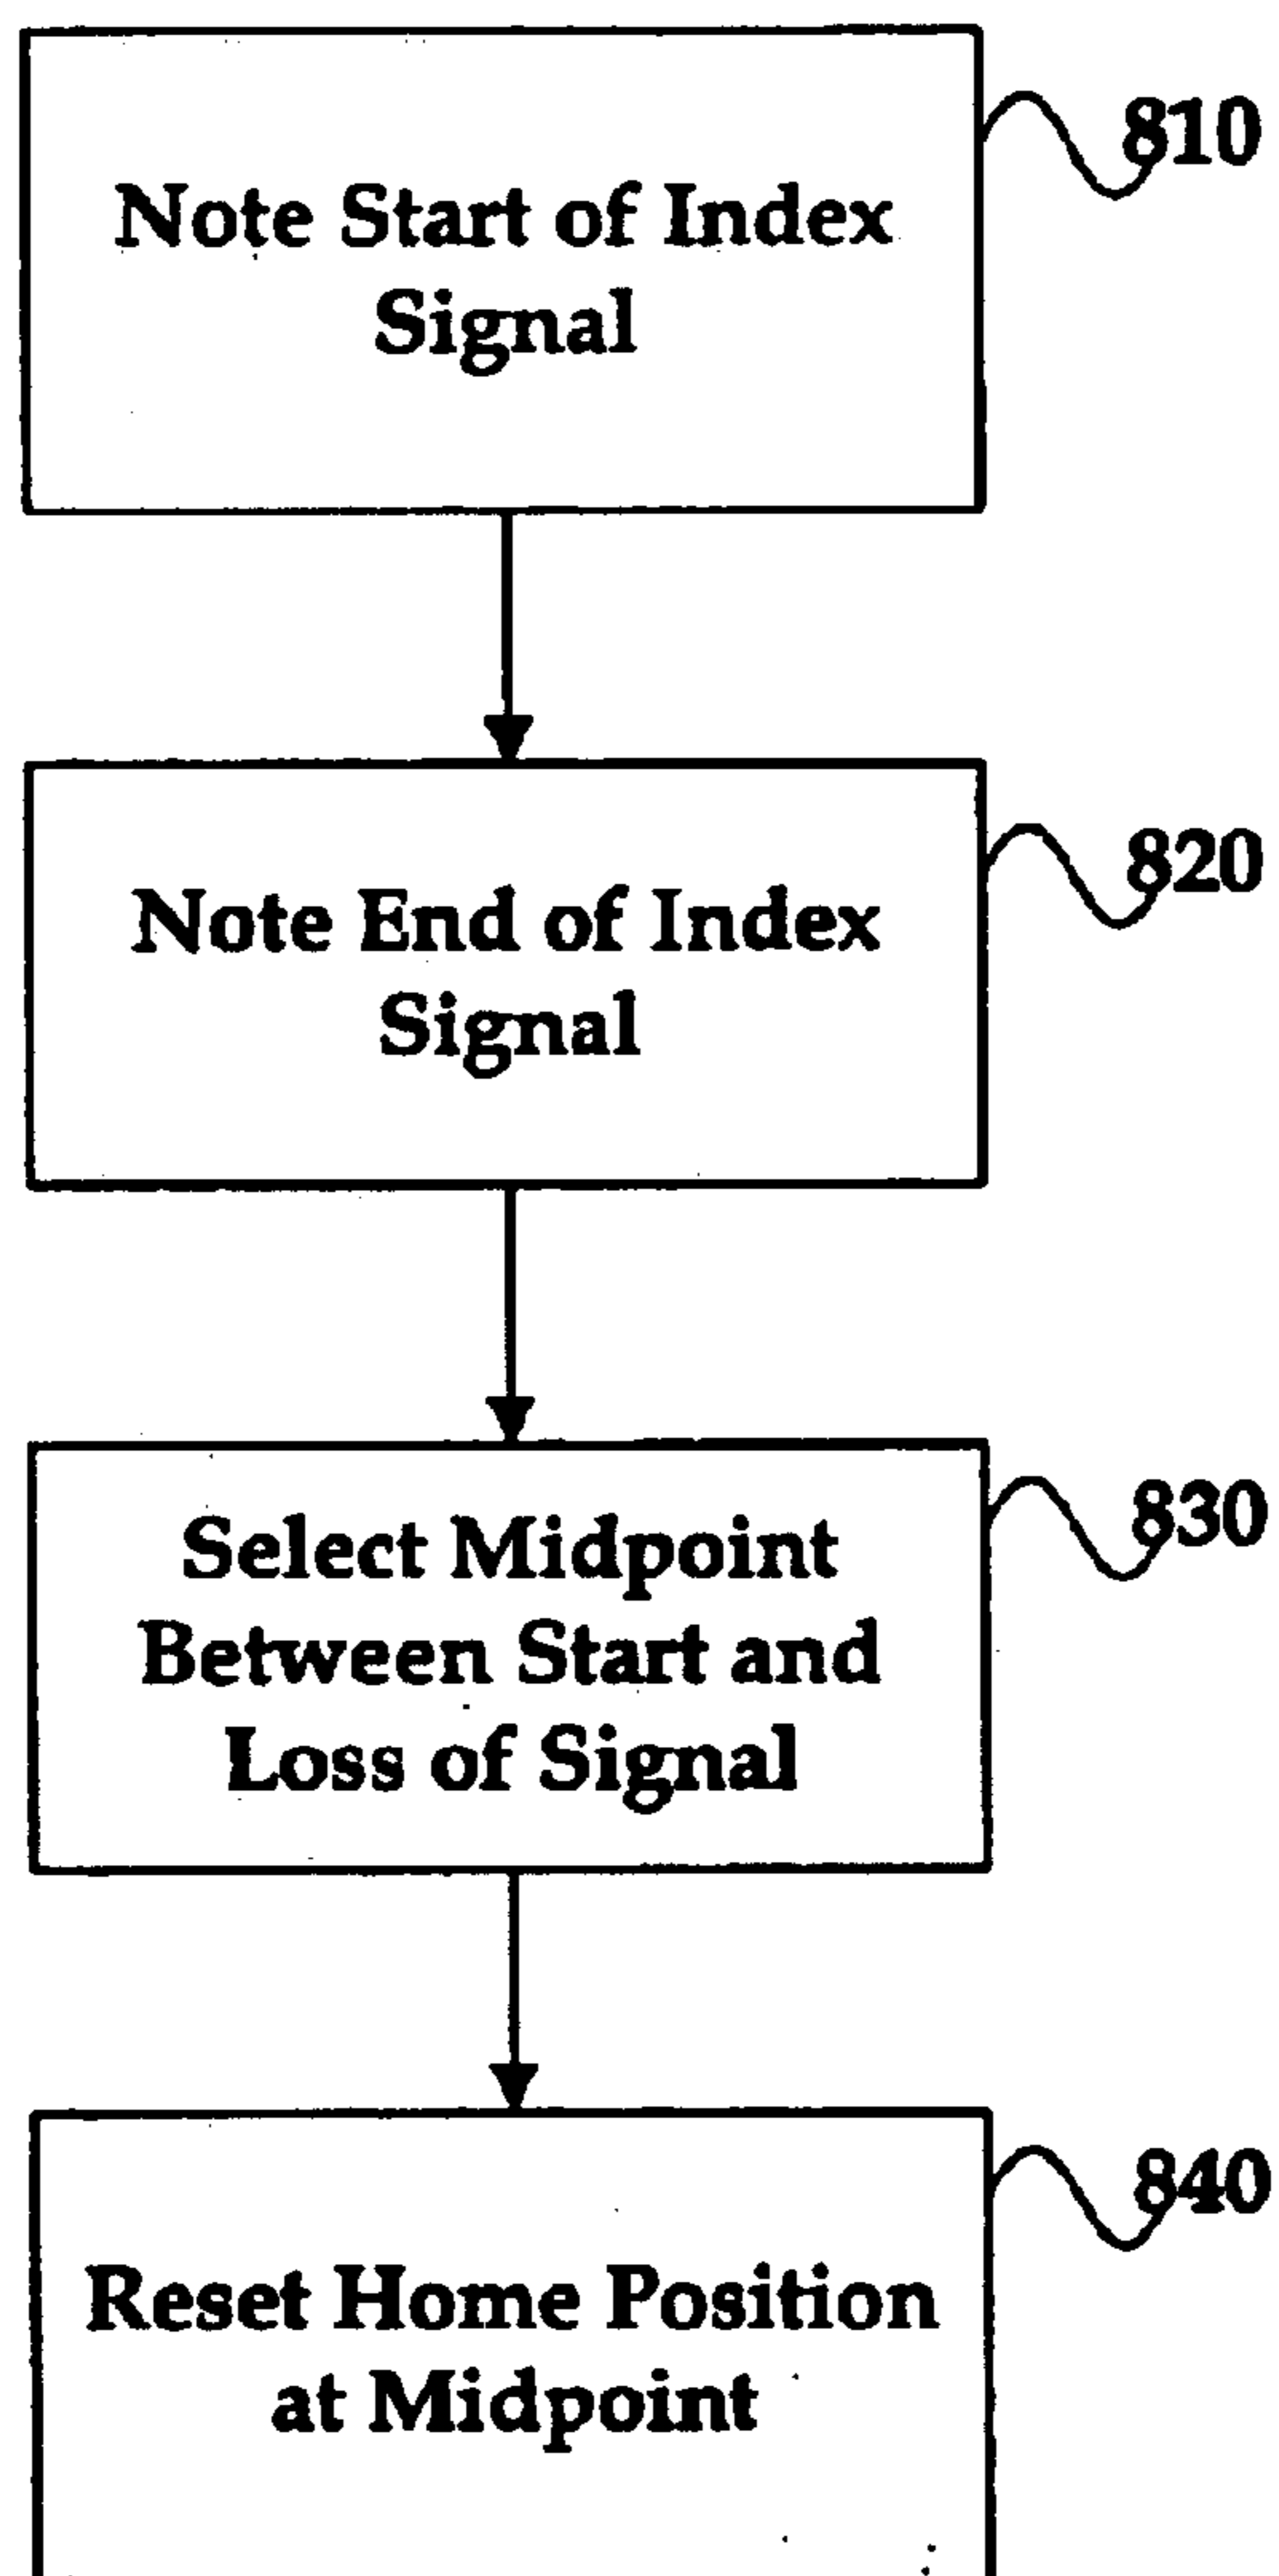 810
Note Start of Index
Signal
820
Note End of Index
Signal
830
Select Midpoint
Between Start and
Loss of Signal
840
Reset Home Position
at Midpoint